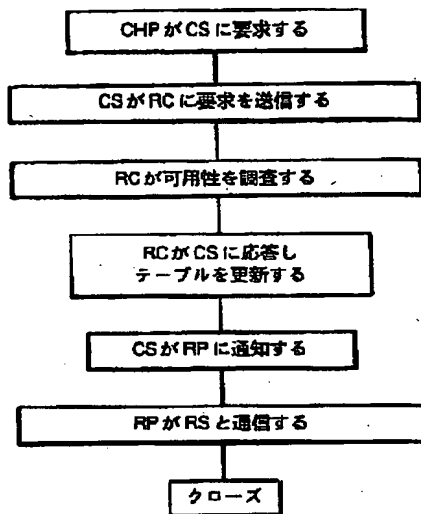 CHPがCSに要求する
CSがRCに要求を送信する
RCが可用性を調査する
RCがCSに応答し
テーブルを更新する
CSがRPに通知する
RPがRSと通信する
クローズ